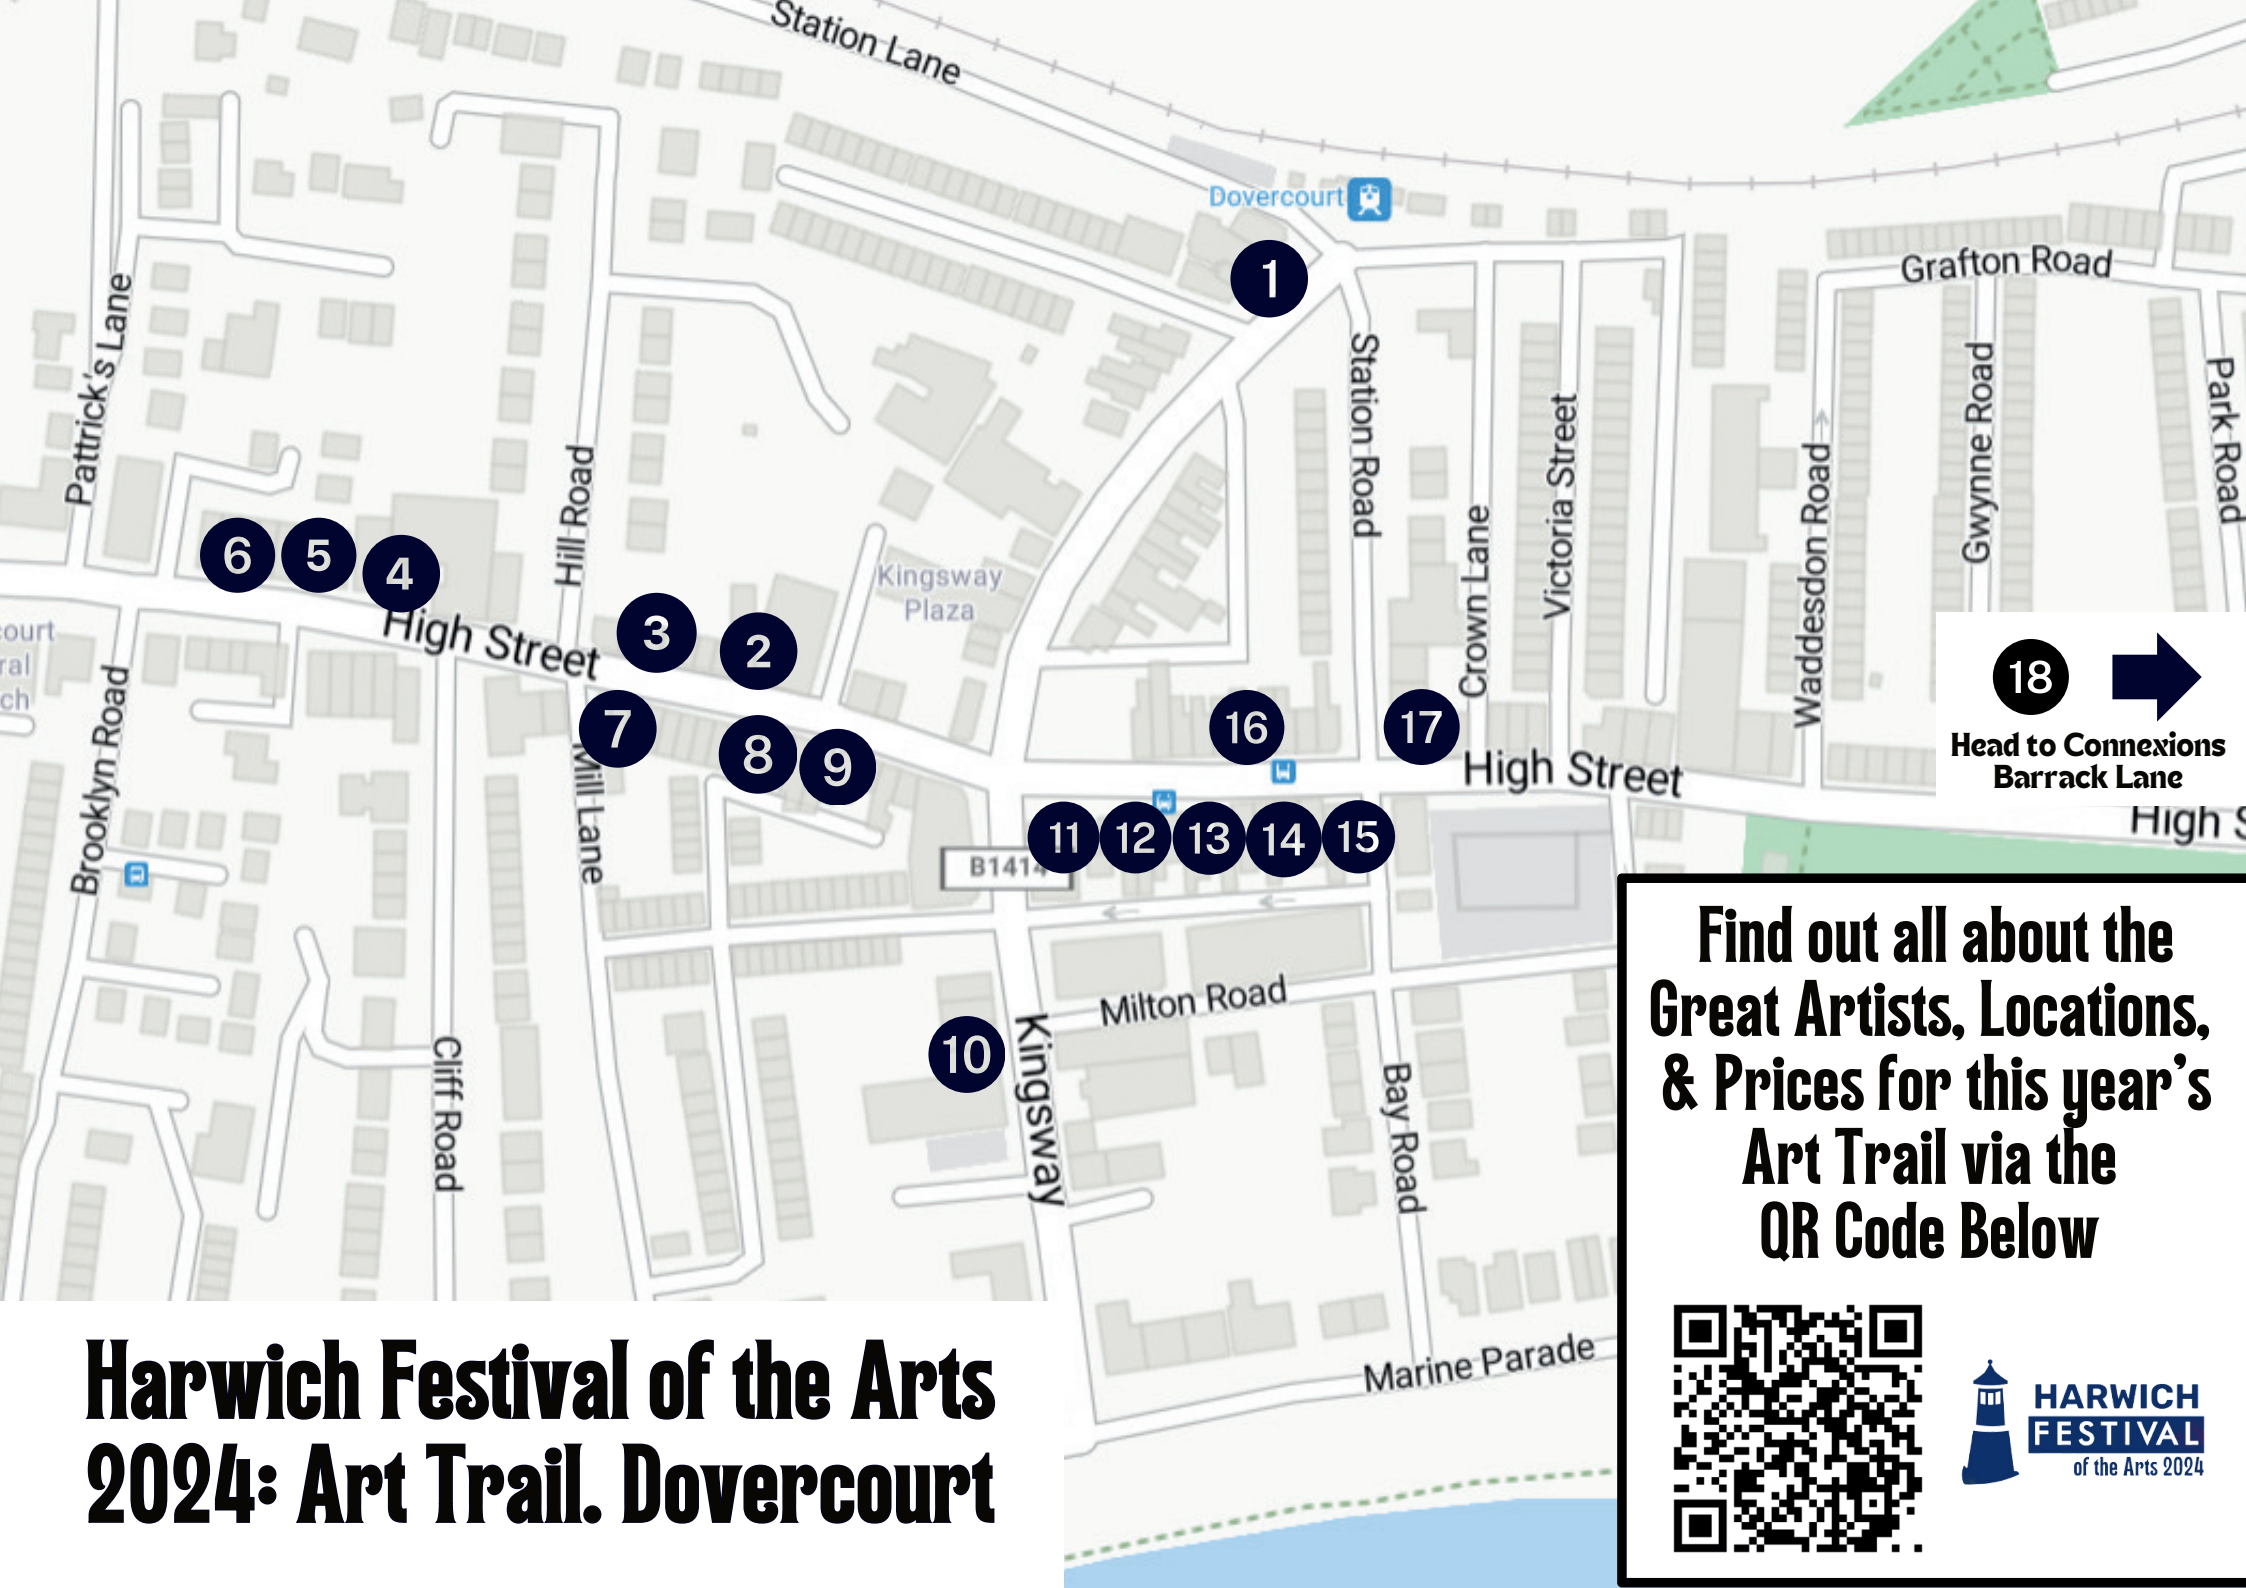 Station Lane
Dovercourt
1
Grafton Road
Pattrick's Lane
Hill Road
Station Road
Crown Lane
Victoria Street
Waddesdon Road
Gwynne Road
Park Road
6
5
4
3
2
Kingsway
Plaza
High Street
court
ral
ch
Brooklyn Road
7
8
9
Mill Lane
16
17
High Street
18
Head to Connexions
Barrack Lane
High S
11
12
13
14
15
B1414
Milton Road
10
Kingsway
Cliff Road
Bay Road
Marine Parade
Find out all about the
Great Artists, Locations,
& Prices for this year's
Art Trail via the
QR Code Below
HARWICH
FESTIVAL
of the Arts 2024
Harwich Festival of the Arts
2024: Art Trail. Dovercourt